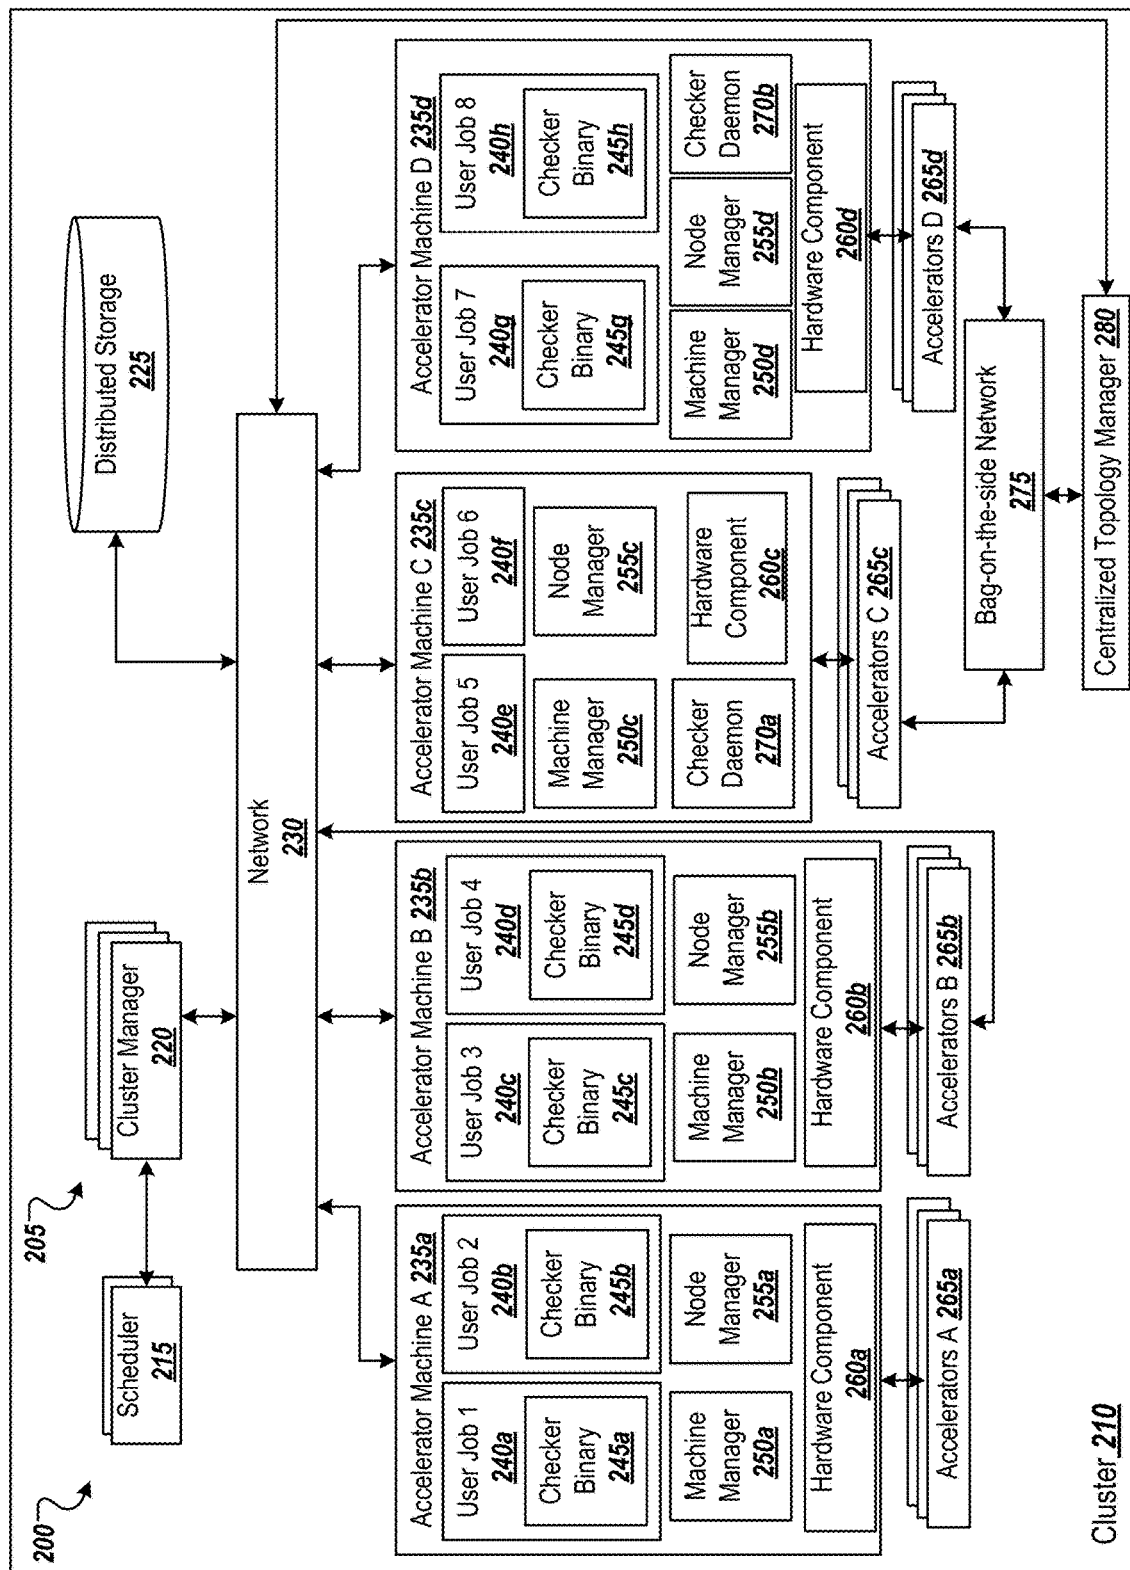 200
205
Scheduler
215
Cluster Manager
220
Distributed Storage
225
Network
230
Accelerator Machine A 235a
User Job 1
240a
Checker
Binary
245a
User Job 2
240b
Checker
Binary
245b
Machine
Manager
250a
Node
Manager
255a
Hardware Component
260a
Accelerators A 265a
Accelerator Machine B 235b
User Job 3
240c
Checker
Binary
245c
User Job 4
240d
Checker
Binary
245d
Machine
Manager
250b
Node
Manager
255b
Hardware Component
260b
Accelerators B 265b
Accelerator Machine C 235c
User Job 5
240e
User Job 6
240f
Machine
Manager
250c
Node
Manager
255c
Checker
Daemon
270a
Hardware
Component
260c
Accelerators C 265c
Accelerator Machine D 235d
User Job 7
240g
Checker
Binary
245g
User Job 8
240h
Checker
Binary
245h
Machine
Manager
250d
Node
Manager
255d
Checker
Daemon
270b
Hardware Component
260d
Accelerators D 265d
Bag-on-the-side Network
275
Centralized Topology Manager 280
Cluster 210